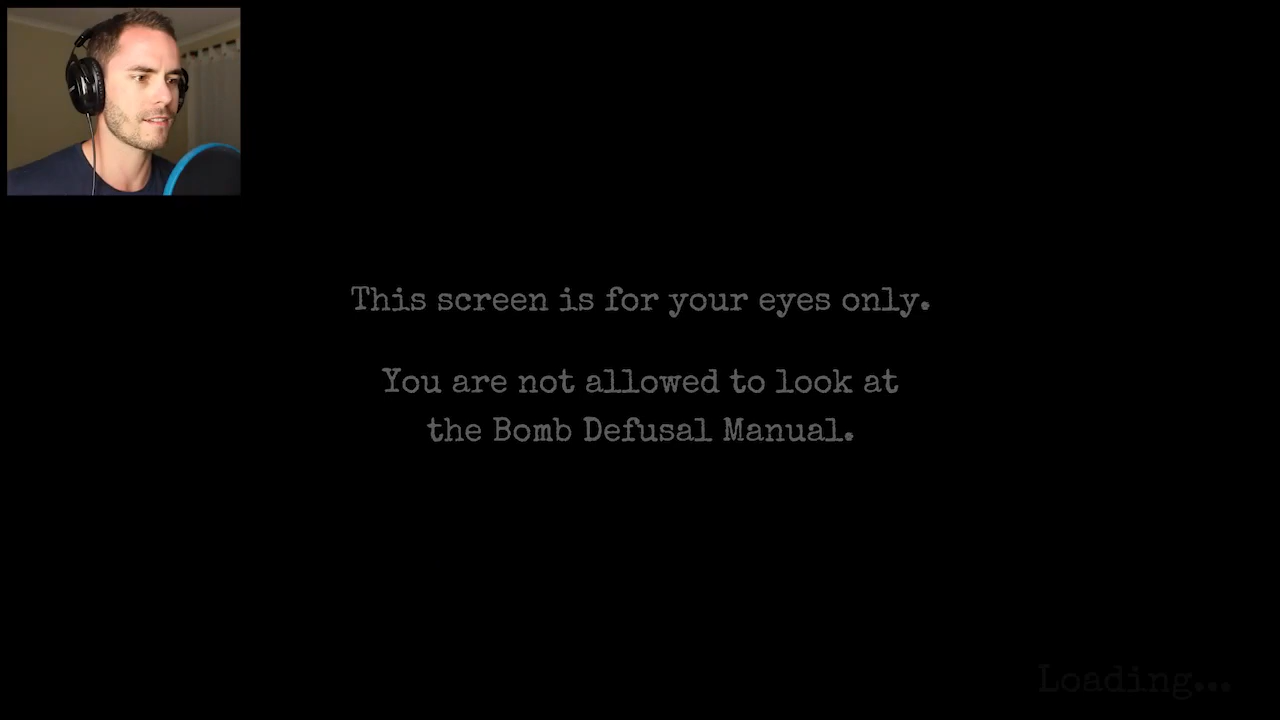 This screen is for your eyes only.
You are not allowed to look at
the Bomb Defusal Manual.
Loading...